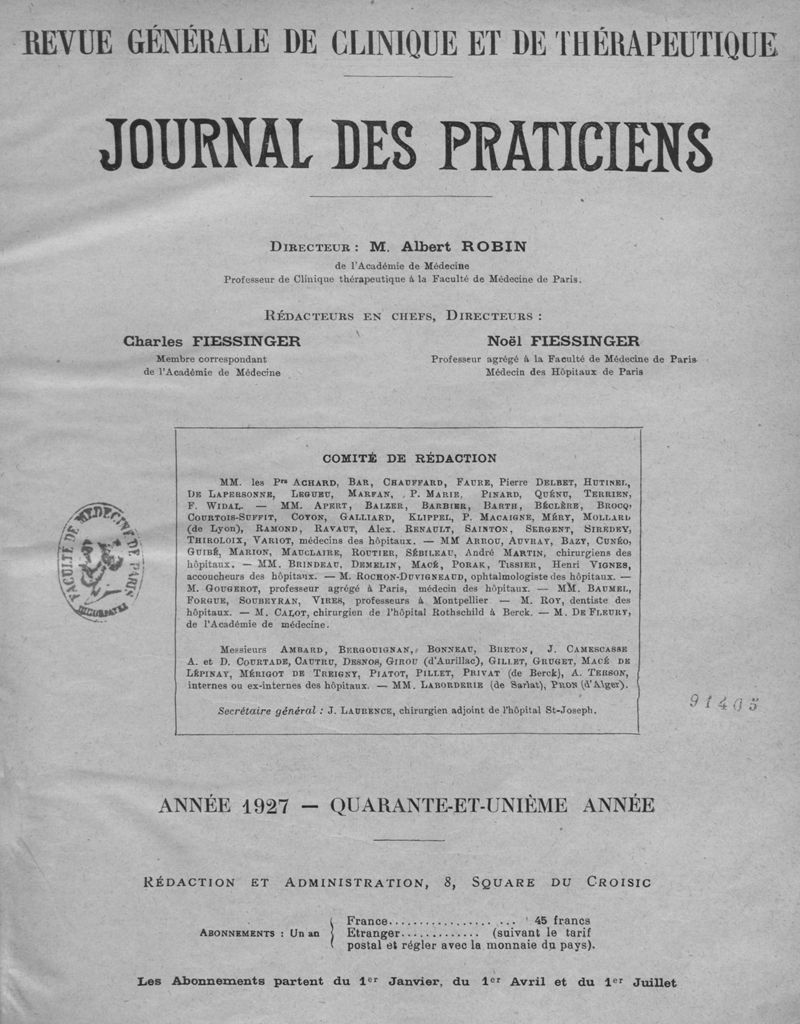 REVUE GÉNÉRALE DE CLINIQUE ET DE THÉRAPEUTIQUE
JOURNAL DES PRATICIENS
DIRECTEUR : M. Albert ROBIN
de l'Académie de Médecine
Professeur de Clinique thérapeutique à la Faculté de Médecine de Paris.
RÉDACTEURS EN CHEFS, DIRECTEURS :
Charles FIESSINGER
Membre correspondant
de l'Académie de Médecine
Noël FIESSINGER
Professeur agrégé à la Faculté de Médecine de Paris
Médecin des Hôpitaux de Paris
COMITÉ DE RÉDACTION
MM. les Prs ACHARD, BAR, CHAUFFARD, FAURE, Pierre DELBET, HUTINEL,
DE LAPERSONNE, LEGUEU, MARFAN, P. MARIE, PINARD, QUÉNU, TERRIEN,
F. WIDAL. — MM. APERT, BALZER, BARBIER, BARTH, BÉCLÈRE, BROCQ,
COURTOIS-SUFFIT, COYON, GALLIARD, KLIPPEL, P. MACAIGNE, MÉRY, MOLLARD
(de Lyon), RAMOND, RAVAUT, Alex. RENAULT, SAINTON, SERGENT, SIREDEY,
THIROLOIX, VARIOT, médecins des hôpitaux. — MM ARROU, AUVRAY, BAZY, CUNÉO,
GUIBÉ, MARION, MAUCLAIRE, ROUTIER, SÉBILEAU, André MARTIN, chirurgiens des
hôpitaux. — MM. BRINDEAU, DEMELIN, MACÉ, PORAK, TISSIER, Henri VIGNES,
accoucheurs des hôpitaux. — M. ROCHON-DUVIGNEAUD, ophtalmologiste des hôpitaux. —
M. GOUGEROT, professeur agrégé à Paris, médecin des hôpitaux. — MM. BAUMEL,
FORGUE, SOUBEYRAN, VIRES, professeurs à Montpellier — M. ROY, dentiste des
hôpitaux. — M. CALOT, chirurgien de l'hôpital Rothschild à Berck. — M. DE FLEURY,
de l'Académie de médecine.
Messieurs AMBARD, BERGOUIGNAN, BONNEAU, BRETON, J. CAMESCASSE
A. et D. COURTADE, CAUTRU, DESNOS, GIROU (d'Aurillac), GILLET, GRUGET, MACÉ DE
LÉPINAY, MÉRIGOT DE TREIGNY, PIATOT, PILLET, PRIVAT (de Berck), A. TERSON,
internes ou ex-internes des hôpitaux. — MM. LABORDERIE (de Sarlat), PRON (d'Alger).
Secrétaire général : J. LAURENCE, chirurgien adjoint de l'hôpital St-Joseph.
FACULTÉ DE MÉDECINE DE PARIS
91405
ANNÉE 1927 — QUARANTE-ET-UNIÈME ANNÉE
RÉDACTION ET ADMINISTRATION, 8, SQUARE DU CROISIC
ABONNEMENTS : Un an
France.................... 45 francs
Etranger............. (suivant le tarif
postal et régler avec la monnaie du pays).
Les Abonnements partent du 1er Janvier, du 1er Avril et du 1er Juillet